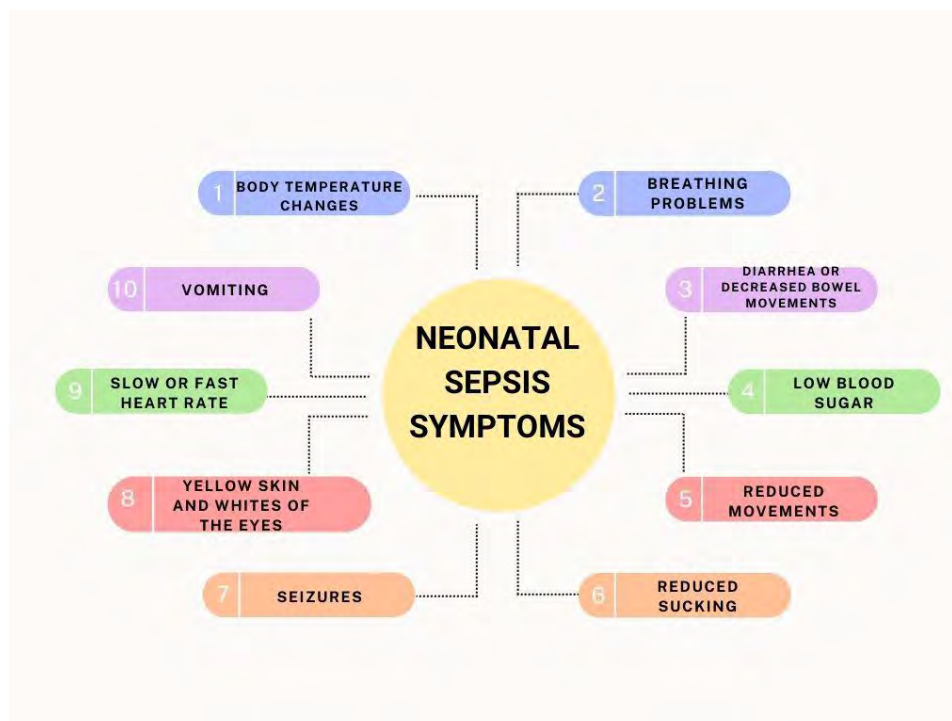 NEONATAL
SEPSIS
SYMPTOMS
1
BODY TEMPERATURE
CHANGES
2
BREATHING
PROBLEMS
3
DIARRHEA OR
DECREASED BOWEL
MOVEMENTS
4
LOW BLOOD
SUGAR
5
REDUCED
MOVEMENTS
6
REDUCED
SUCKING
7
SEIZURES
8
YELLOW SKIN
AND WHITES OF
THE EYES
9
SLOW OR FAST
HEART RATE
10
VOMITING